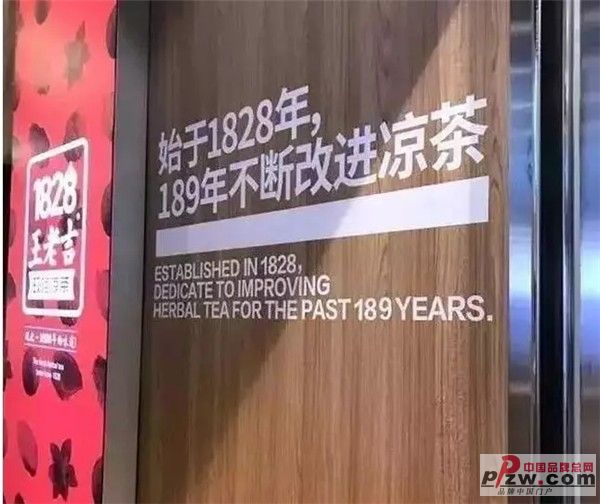 1828
王老吉
始于1828年,
189年不断改进凉茶
ESTABLISHED IN 1828,
DEDICATE TO IMPROVING
HERBAL TEA FOR THE PAST 189 YEARS.
中国品牌总网
ppzw.com
品牌中国门户